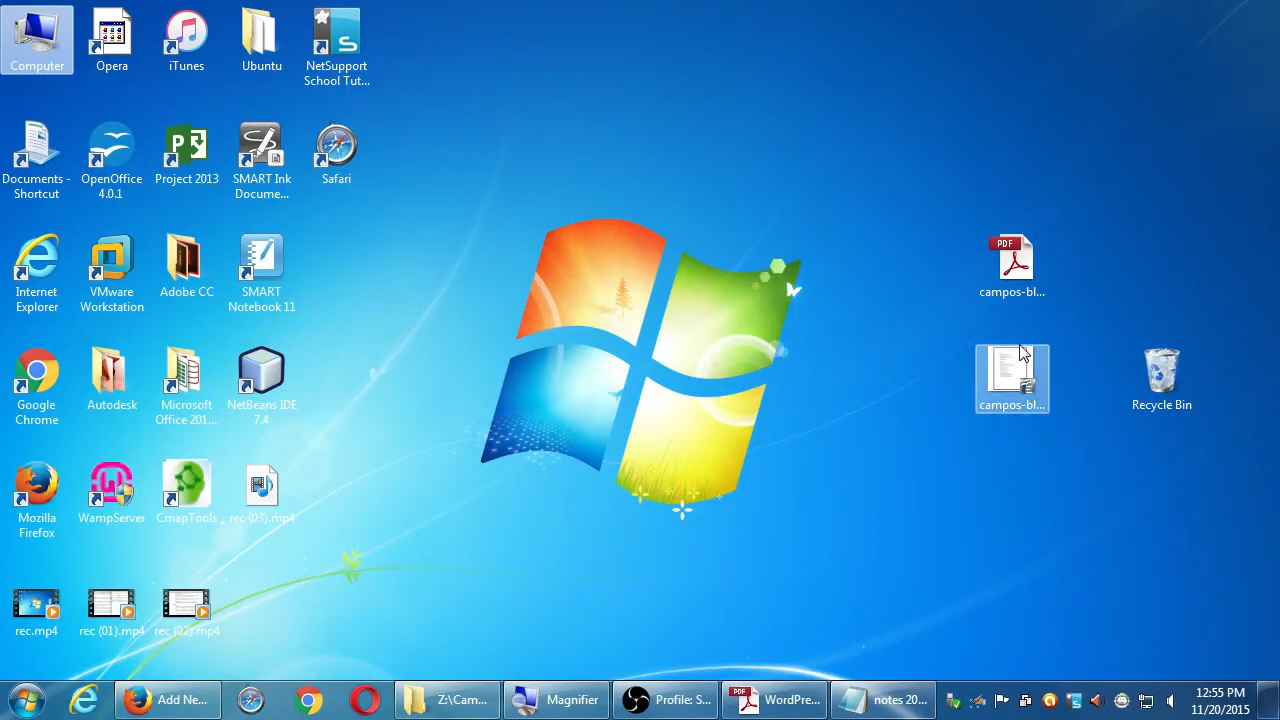 Computer
Opera
iTunes
Ubuntu
NetSupport
School Tut...
Documents -
Shortcut
OpenOffice
4.0.1
Project 2013
SMART Ink
Docume...
Safari
Internet
Explorer
VMware
Workstation
Adobe CC
SMART
Notebook 11
PDF
campos-bl...
Google
Chrome
Autodesk
Microsoft
Office 201...
NetBeans IDE
7.4
campos-bl...
Recycle Bin
Mozilla
Firefox
WampServer
CmapTools
rec (03).mp4
rec.mp4
rec (01).mp4
rec (02).mp4
Add Ne...
Z:\Cam...
Magnifier
Profile: S...
PDF
WordPre...
notes 20...
12:55 PM
11/20/2015